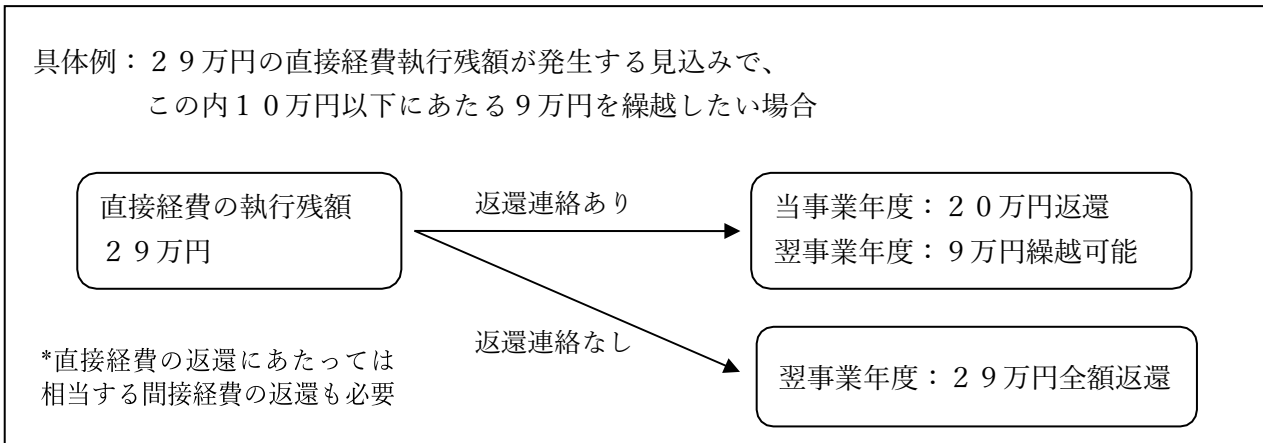 具体例：２９万円の直接経費執行残額が発生する見込みで、
この内１０万円以下にあたる９万円を繰越したい場合
直接経費の執行残額
２９万円
返還連絡あり
当事業年度：２０万円返還
翌事業年度：９万円繰越可能
返還連絡なし
翌事業年度：２９万円全額返還
*直接経費の返還にあたっては
相当する間接経費の返還も必要